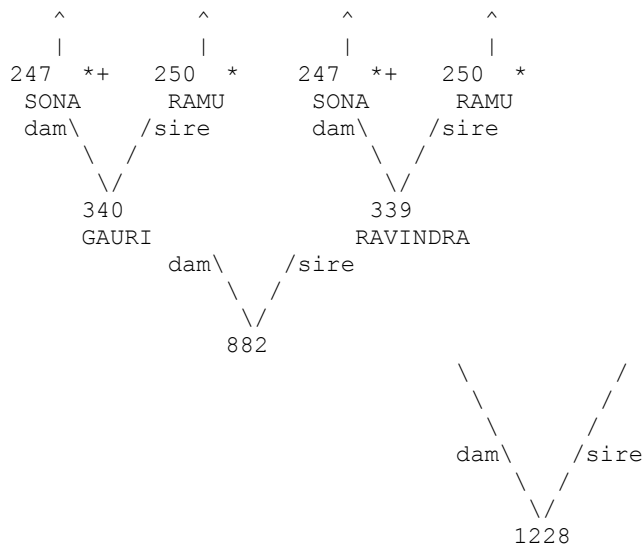 ^ ^ ^ ^
| | | |
247 *+ 250 * 247 *+ 250 *
SONA RAMU SONA RAMU
dam\ /sire dam\ /sire
\ / \ /
\/ \/
340 339
GAURI RAVINDRA
dam\ /sire
\ /
\/
882
\ /
\ /
\ /
dam\ /sire
\ /
\/
1228